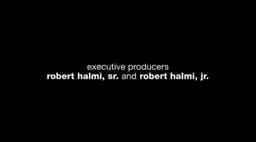 executive producers
robert halmi, sr. and robert halmi, jr.